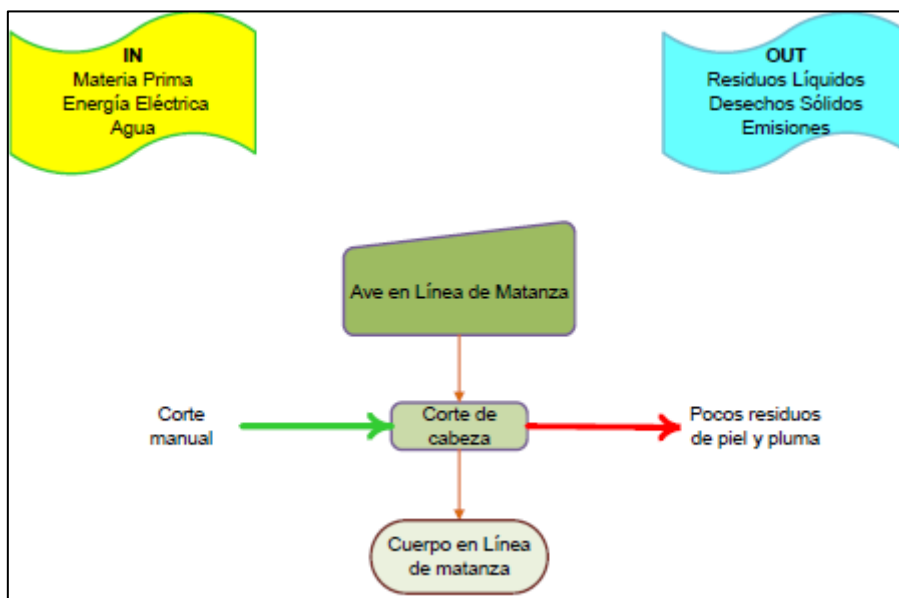 IN
Materia Prima
Energía Eléctrica
Agua
OUT
Residuos Líquidos
Desechos Sólidos
Emisiones
Ave en Línea de Matanza
Corte
manual
Corte de
cabeza
Pocos residuos
de piel y pluma
Cuerpo en Línea
de matanza